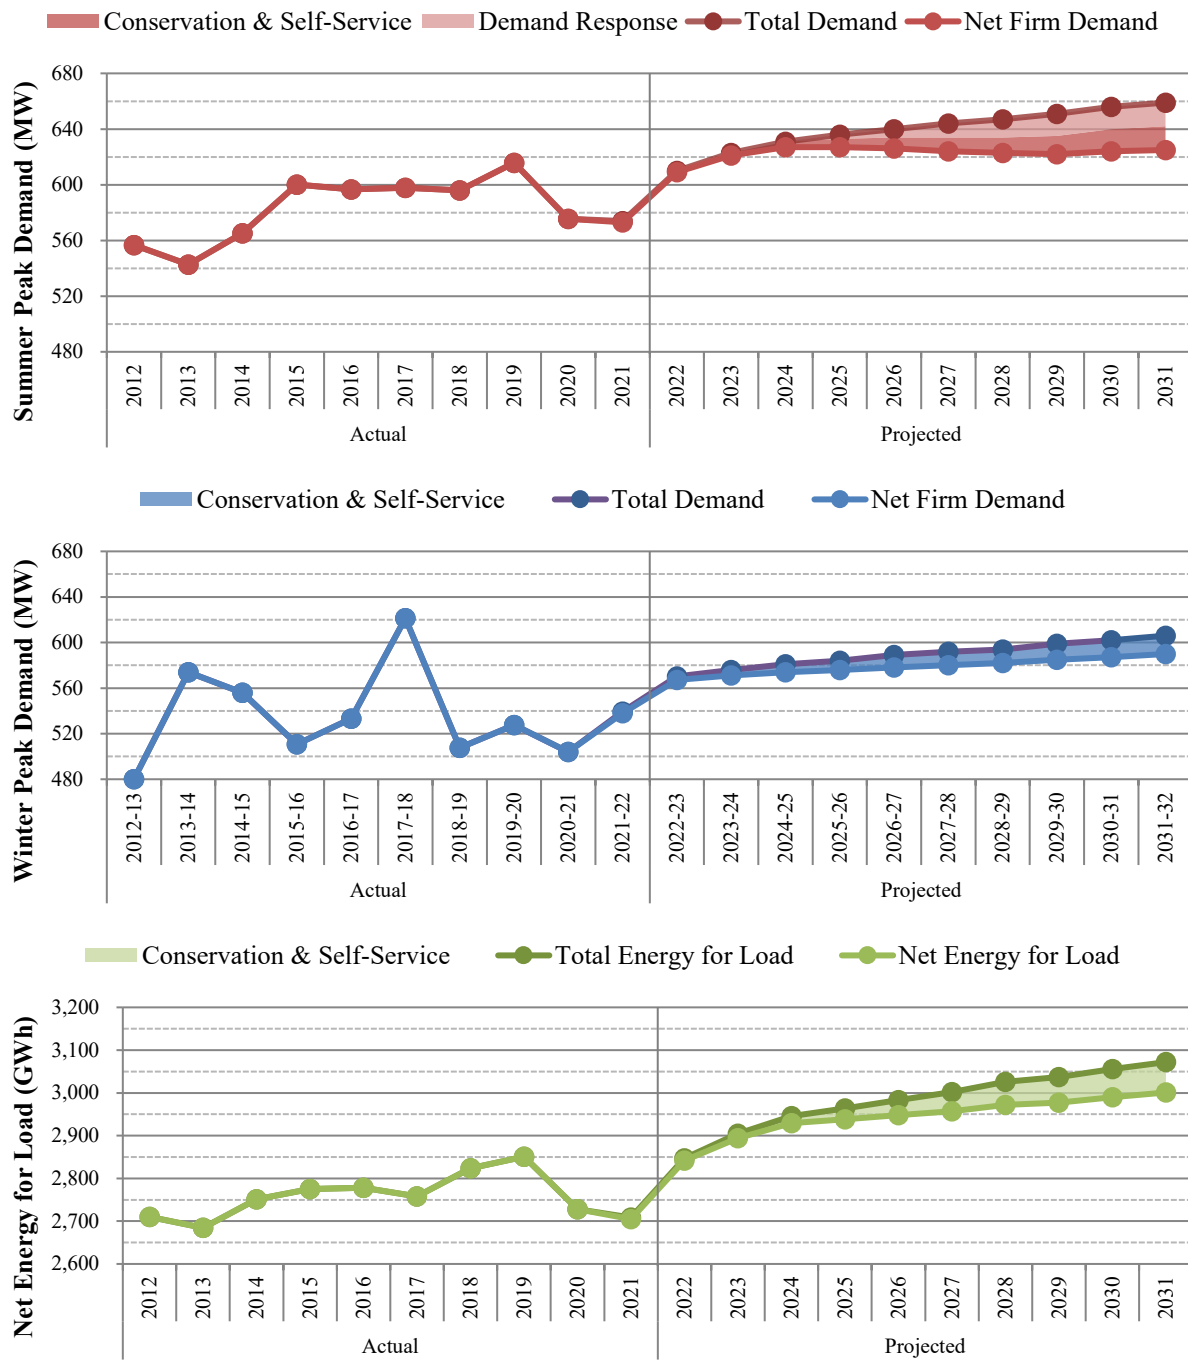 Conservation & Self-Service Demand Response Total Demand Net Firm Demand
Summer Peak Demand (MW)
680
640
600
560
520
480
2012 2013 2014 2015 2016 2017 2018 2019 2020 2021 2022 2023 2024 2025 2026 2027 2028 2029 2030 2031
Actual Projected
Conservation & Self-Service Total Demand Net Firm Demand
Winter Peak Demand (MW)
680
640
600
560
520
480
2012-13 2013-14 2014-15 2015-16 2016-17 2017-18 2018-19 2019-20 2020-21 2021-22 2022-23 2023-24 2024-25 2025-26 2026-27 2027-28 2028-29 2029-30 2030-31 2031-32
Actual Projected
Conservation & Self-Service Total Energy for Load Net Energy for Load
Net Energy for Load (GWh)
3,200
3,100
3,000
2,900
2,800
2,700
2,600
2012 2013 2014 2015 2016 2017 2018 2019 2020 2021 2022 2023 2024 2025 2026 2027 2028 2029 2030 2031
Actual Projected